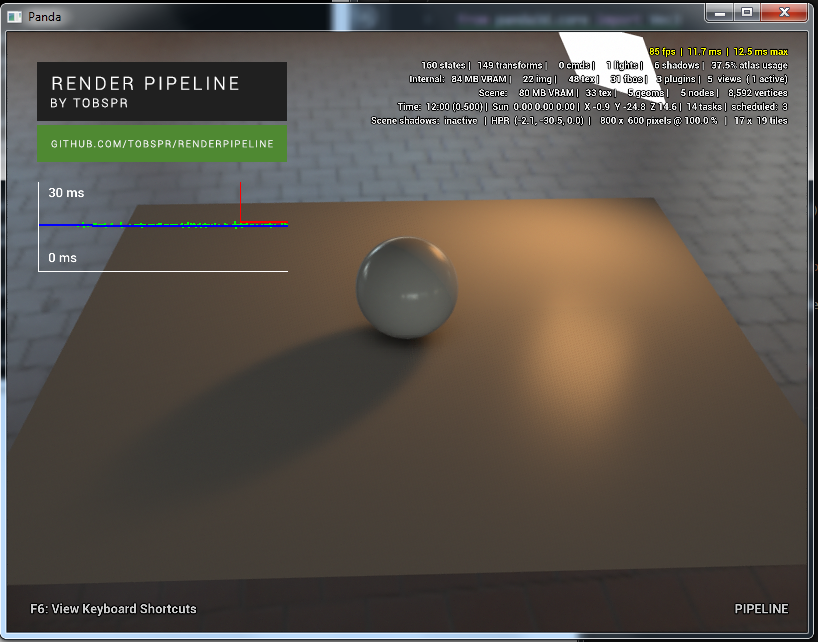 Panda
from panda3d.core import Vec3
RENDER PIPELINE
BY TOBSPR
GITHUB.COM/TOBSPR/RENDERPIPELINE
85 fps | 11.7 ms | 12.5 ms max
160 states | 149 transforms | 0 cmds | 1 lights | 6 shadows | 37.5% atlas usage
Internal: 84 MB VRAM | 22 img | 48 tex | 31 fbos | 3 plugins | 5 views (1 active)
Scene: 80 MB VRAM | 33 tex | 5 geoms | 5 nodes | 8,592 vertices
Time: 12:00 (0.500) | Sun 0.00 0.00 0.00 | X -0.9 Y -24.8 Z 14.6 | 14 tasks | scheduled: 3
Scene shadows: inactive | HPR (-2.1, -30.5, 0.0) | 800 x 600 pixels @ 100.0 % | 17 x 19 tiles
30 ms
0 ms
F6: View Keyboard Shortcuts
PIPELINE